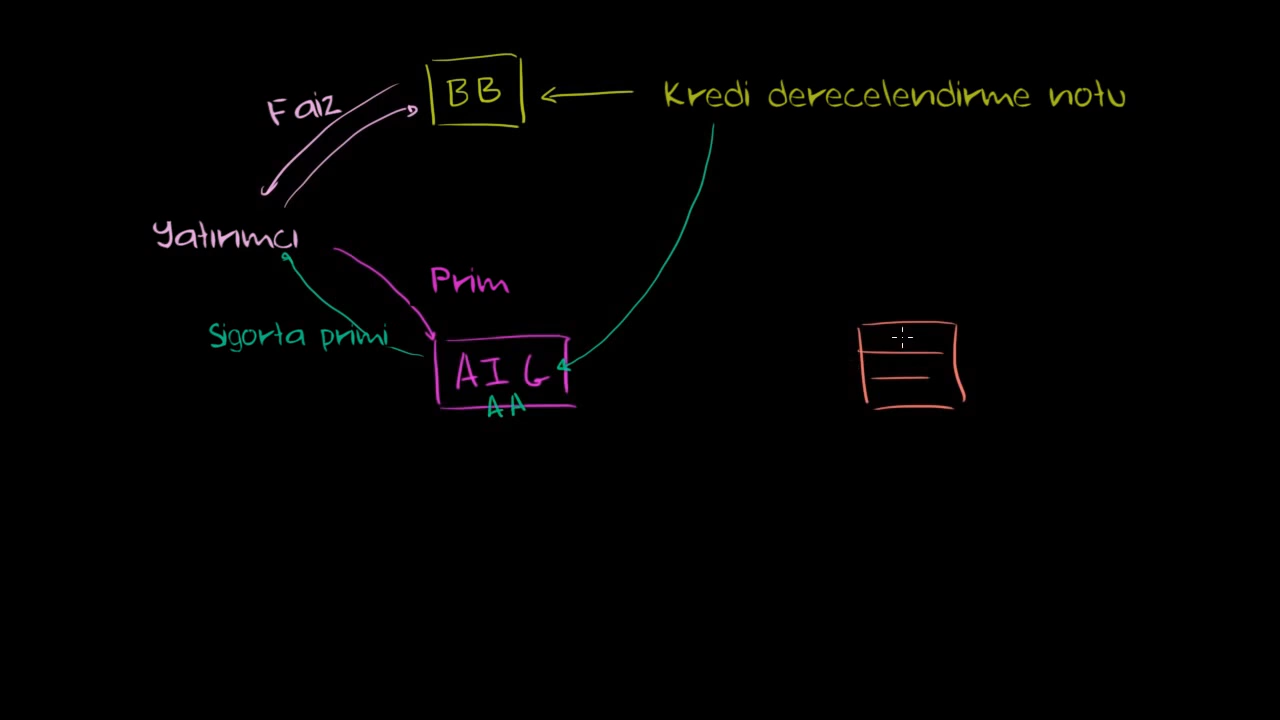 BB
Kredi derecelendirme notu
Faiz
Yatırımcı
Prim
Sigorta primi
AIG
AA